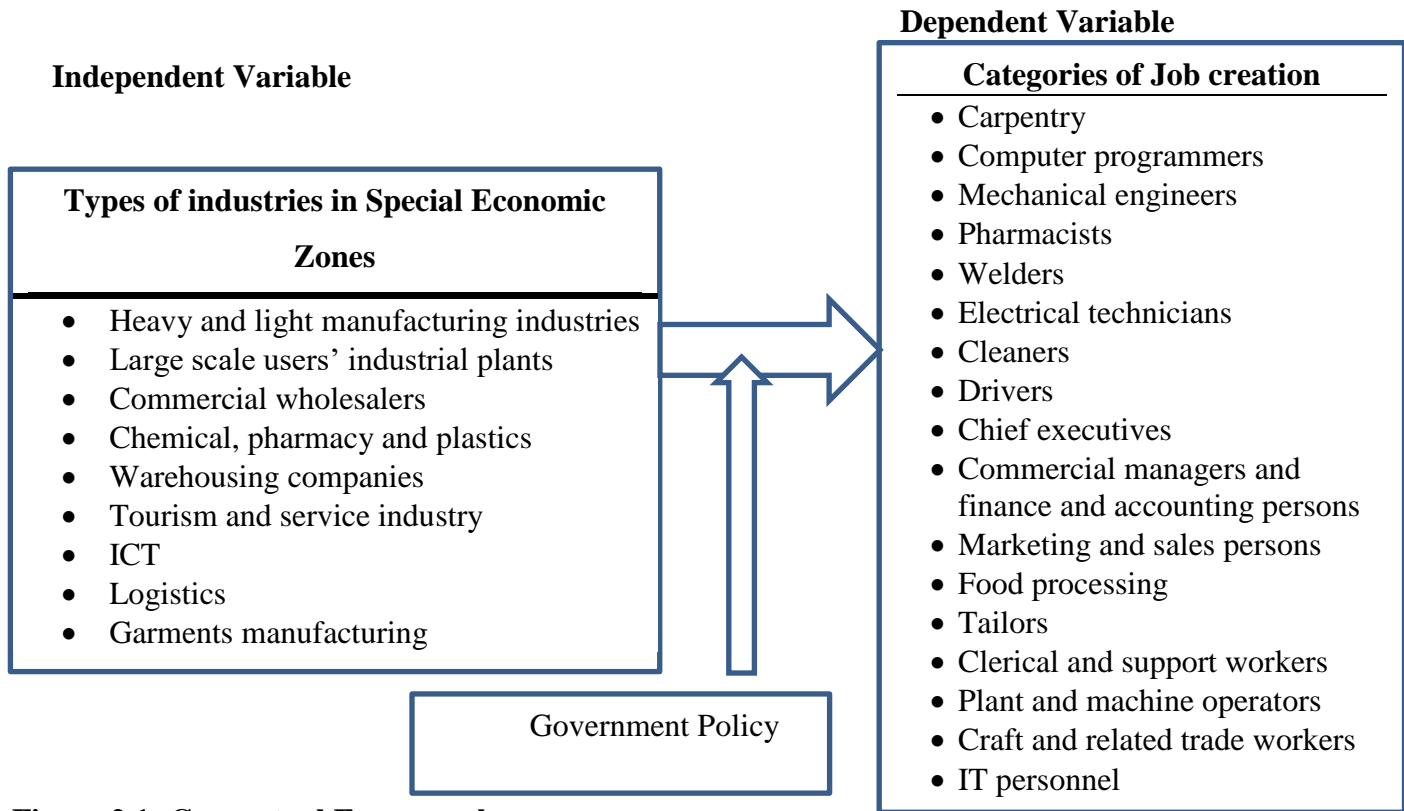 Dependent Variable
Independent Variable
Types of industries in Special Economic
Zones
• Heavy and light manufacturing industries
• Large scale users’ industrial plants
• Commercial wholesalers
• Chemical, pharmacy and plastics
• Warehousing companies
• Tourism and service industry
• ICT
• Logistics
• Garments manufacturing
Government Policy
Categories of Job creation
• Carpentry
• Computer programmers
• Mechanical engineers
• Pharmacists
• Welders
• Electrical technicians
• Cleaners
• Drivers
• Chief executives
• Commercial managers and
finance and accounting persons
• Marketing and sales persons
• Food processing
• Tailors
• Clerical and support workers
• Plant and machine operators
• Craft and related trade workers
• IT personnel